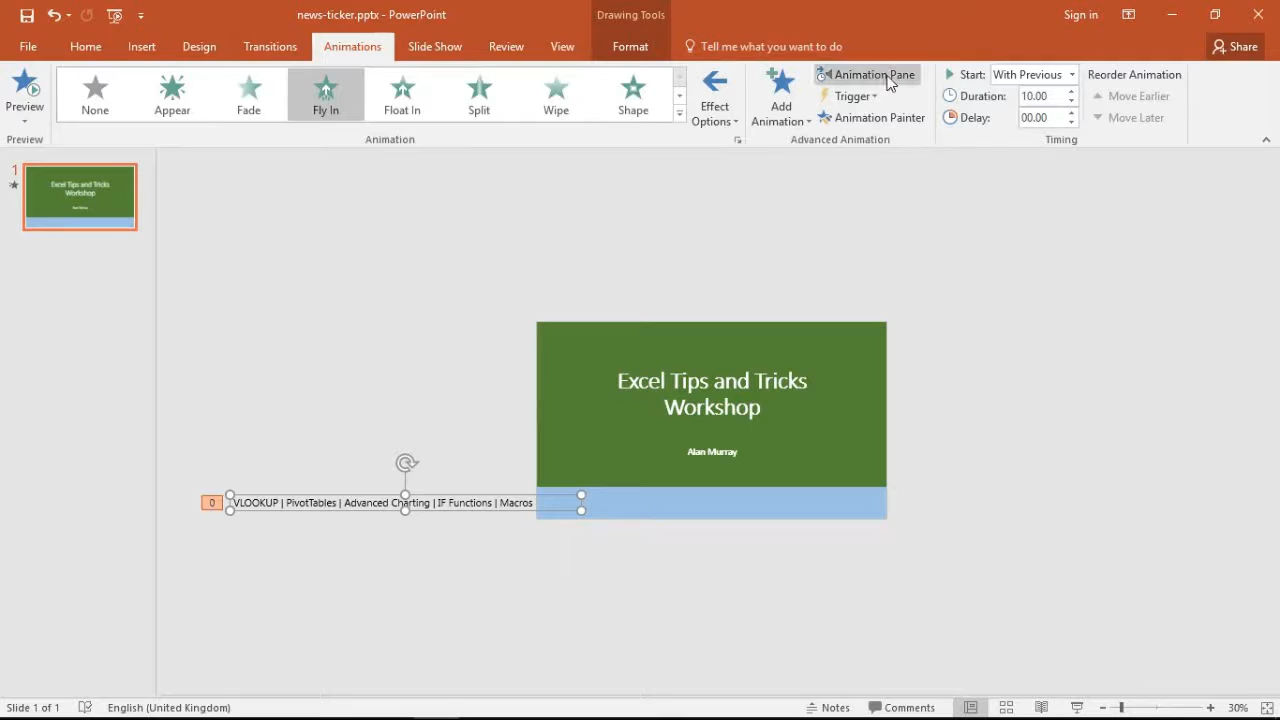 news-ticker.pptx - PowerPoint
Drawing Tools
Sign in
File
Home
Insert
Design
Transitions
Animations
Slide Show
Review
View
Format
Tell me what you want to do
Share
Preview
None
Appear
Fade
Fly In
Float In
Split
Wipe
Shape
Effect
Options
Add
Animation
Animation Pane
Trigger
Animation Painter
Start: With Previous
Duration: 10.00
Delay: 00.00
Reorder Animation
Move Earlier
Move Later
Preview
Animation
Advanced Animation
Timing
1
Excel Tips and Tricks
Workshop
Excel Tips and Tricks
Workshop
Alan Murray
0
VLOOKUP | PivotTables | Advanced Charting | IF Functions | Macros
Slide 1 of 1
English (United Kingdom)
Notes
Comments
30%